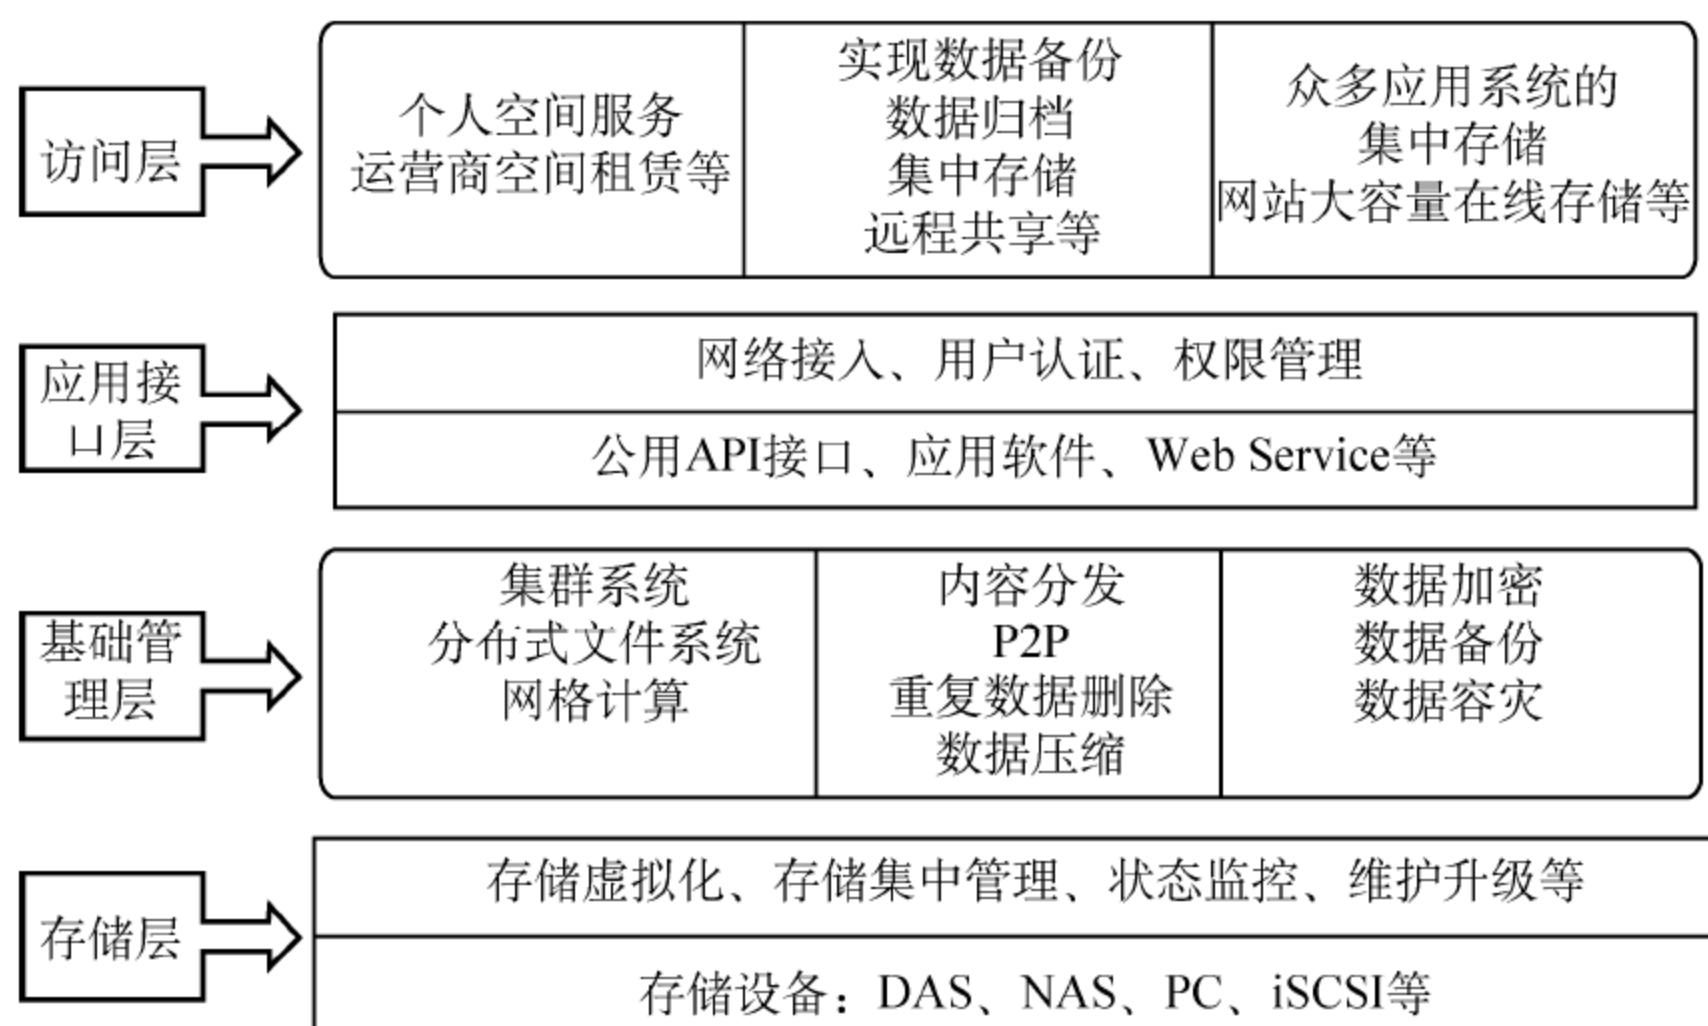 访问层
个人空间服务
运营商空间租赁等
实现数据备份
数据归档
集中存储
远程共享等
众多应用系统的
集中存储
网站大容量在线存储等
应用接
口层
网络接入、用户认证、权限管理
公用API接口、应用软件、Web Service等
基础管
理层
集群系统
分布式文件系统
网格计算
内容分发
P2P
重复数据删除
数据压缩
数据加密
数据备份
数据容灾
存储层
存储虚拟化、存储集中管理、状态监控、维护升级等
存储设备：DAS、NAS、PC、iSCSI等